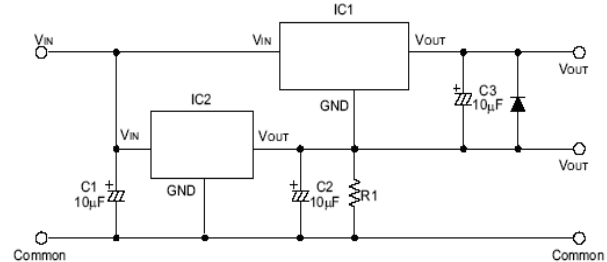 IC1
VIN
VIN
VOUT
VOUT
GND
C3
10μF
IC2
VIN
VOUT
VOUT
GND
C1
10μF
C2
10μF
R1
Common
Common